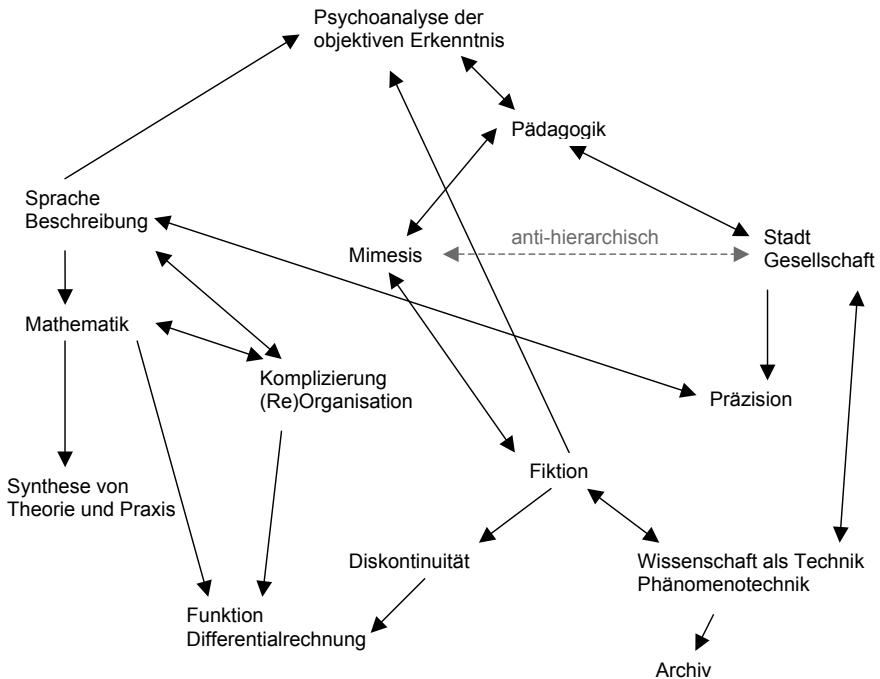 Psychoanalyse der
objektiven Erkenntnis
Pädagogik
Sprache
Beschreibung
Mimesis
anti-hierarchisch
Stadt
Gesellschaft
Mathematik
Komplizierung
(Re)Organisation
Präzision
Fiktion
Synthese von
Theorie und Praxis
Diskontinuität
Wissenschaft als Technik
Phänomenotechnik
Funktion
Differentialrechnung
Archiv